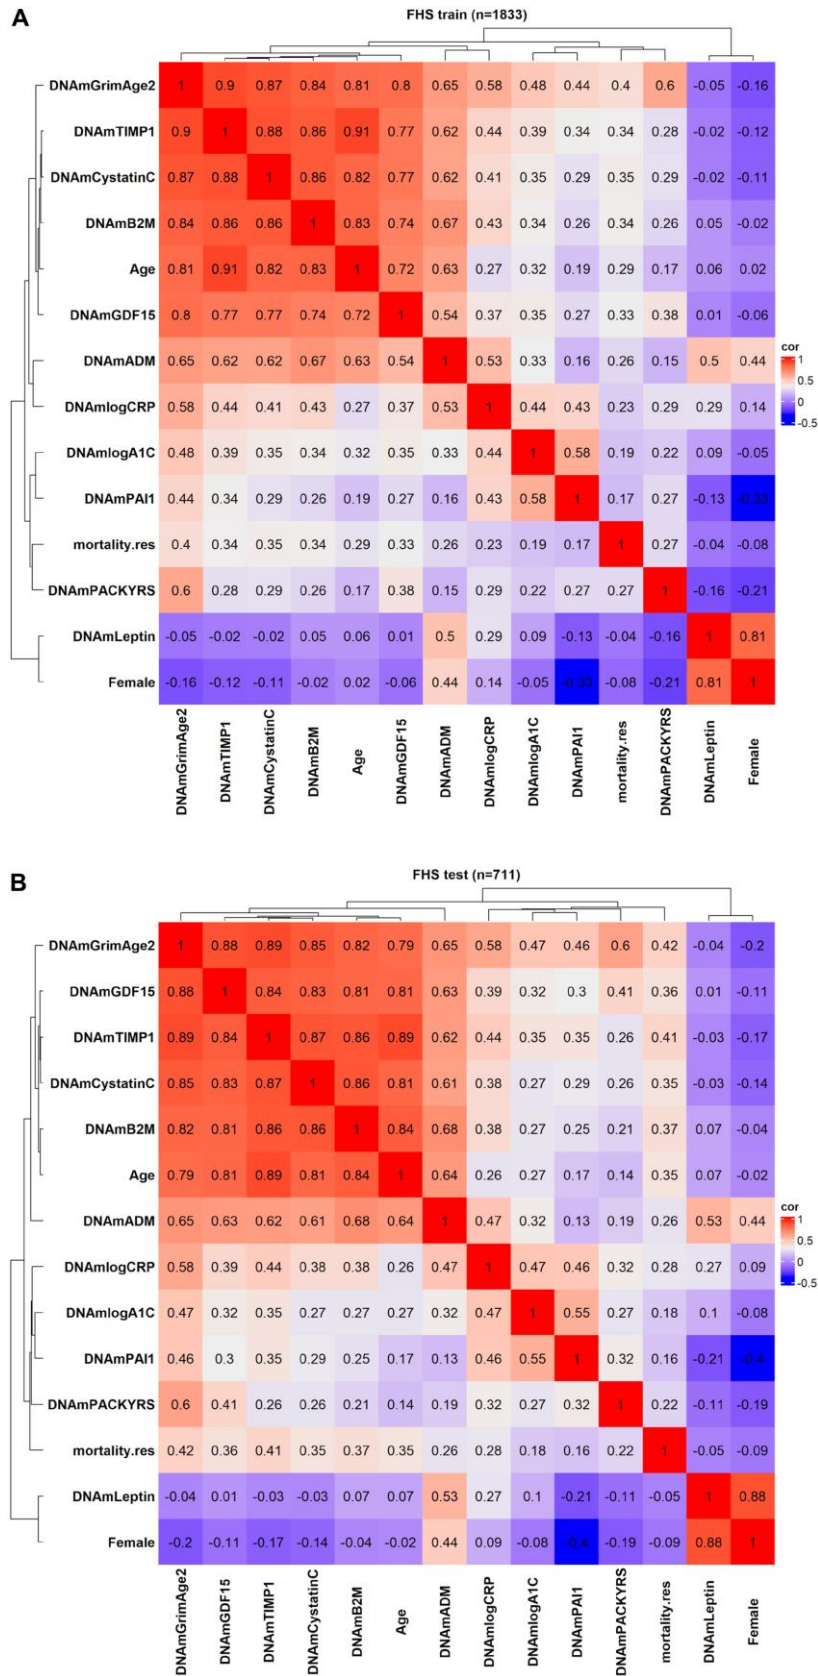 A
FHS train (n=1833)
DNAmGrimAge2 1 0.9 0.87 0.84 0.81 0.8 0.65 0.58 0.48 0.44 0.4 0.6 -0.05 -0.16
DNAmTIMP1 0.9 1 0.88 0.86 0.91 0.77 0.62 0.44 0.39 0.34 0.34 0.28 -0.02 -0.12
DNAmCystatinC 0.87 0.88 1 0.86 0.82 0.77 0.62 0.41 0.35 0.29 0.35 0.29 -0.02 -0.11
DNAmB2M 0.84 0.86 0.86 1 0.83 0.74 0.67 0.43 0.34 0.26 0.34 0.26 0.05 -0.02
Age 0.81 0.91 0.82 0.83 1 0.72 0.63 0.27 0.32 0.19 0.29 0.17 0.06 0.02
DNAmGDF15 0.8 0.77 0.77 0.74 0.72 1 0.54 0.37 0.35 0.27 0.33 0.38 0.01 -0.06
DNAmADM 0.65 0.62 0.62 0.67 0.63 0.54 1 0.53 0.33 0.16 0.26 0.15 0.5 0.44
DNAmlogCRP 0.58 0.44 0.41 0.43 0.27 0.37 0.53 1 0.44 0.43 0.23 0.29 0.29 0.14
DNAmlogA1C 0.48 0.39 0.35 0.34 0.32 0.35 0.33 0.44 1 0.58 0.19 0.22 0.09 -0.05
DNAmPAI1 0.44 0.34 0.29 0.26 0.19 0.27 0.16 0.43 0.58 1 0.17 0.27 -0.13 -0.33
mortality.res 0.4 0.34 0.35 0.34 0.29 0.33 0.26 0.23 0.19 0.17 1 0.27 -0.04 -0.08
DNAmPACKYRS 0.6 0.28 0.29 0.26 0.17 0.38 0.15 0.29 0.22 0.27 0.27 1 -0.16 -0.21
DNAmLeptin -0.05 -0.02 -0.02 0.05 0.06 0.01 0.5 0.29 0.09 -0.13 -0.04 -0.16 1 0.81
Female -0.16 -0.12 -0.11 -0.02 0.02 -0.06 0.44 0.14 -0.05 -0.33 -0.08 -0.21 0.81 1
DNAmGrimAge2 DNAmTIMP1 DNAmCystatinC DNAmB2M Age DNAmGDF15 DNAmADM DNAmlogCRP DNAmlogA1C DNAmPAI1 mortality.res DNAmPACKYRS DNAmLeptin Female
cor
1
0.5
0
-0.5
B
FHS test (n=711)
DNAmGrimAge2 1 0.88 0.89 0.85 0.82 0.79 0.65 0.58 0.47 0.46 0.6 0.42 -0.04 -0.2
DNAmGDF15 0.88 1 0.84 0.83 0.81 0.81 0.63 0.39 0.32 0.3 0.41 0.36 0.01 -0.11
DNAmTIMP1 0.89 0.84 1 0.87 0.86 0.89 0.62 0.44 0.35 0.35 0.26 0.41 -0.03 -0.17
DNAmCystatinC 0.85 0.83 0.87 1 0.86 0.81 0.61 0.38 0.27 0.29 0.26 0.35 -0.03 -0.14
DNAmB2M 0.82 0.81 0.86 0.86 1 0.84 0.68 0.38 0.27 0.25 0.21 0.37 0.07 -0.04
Age 0.79 0.81 0.89 0.81 0.84 1 0.64 0.26 0.27 0.17 0.14 0.35 0.07 -0.02
DNAmADM 0.65 0.63 0.62 0.61 0.68 0.64 1 0.47 0.32 0.13 0.19 0.26 0.53 0.44
DNAmlogCRP 0.58 0.39 0.44 0.38 0.38 0.26 0.47 1 0.47 0.46 0.32 0.28 0.27 0.09
DNAmlogA1C 0.47 0.32 0.35 0.27 0.27 0.27 0.32 0.47 1 0.55 0.27 0.18 0.1 -0.08
DNAmPAI1 0.46 0.3 0.35 0.29 0.25 0.17 0.13 0.46 0.55 1 0.32 0.16 -0.21 -0.4
DNAmPACKYRS 0.6 0.41 0.26 0.26 0.21 0.14 0.19 0.32 0.27 0.32 1 0.22 -0.11 -0.19
mortality.res 0.42 0.36 0.41 0.35 0.37 0.35 0.26 0.28 0.18 0.16 0.22 1 -0.05 -0.09
DNAmLeptin -0.04 0.01 -0.03 -0.03 0.07 0.07 0.53 0.27 0.1 -0.21 -0.11 -0.05 1 0.88
Female -0.2 -0.11 -0.17 -0.14 -0.04 -0.02 0.44 0.09 -0.08 -0.4 -0.19 -0.09 0.88 1
DNAmGrimAge2 DNAmGDF15 DNAmTIMP1 DNAmCystatinC DNAmB2M Age DNAmADM DNAmlogCRP DNAmlogA1C DNAmPAI1 DNAmPACKYRS mortality.res DNAmLeptin Female
cor
1
0.5
0
-0.5